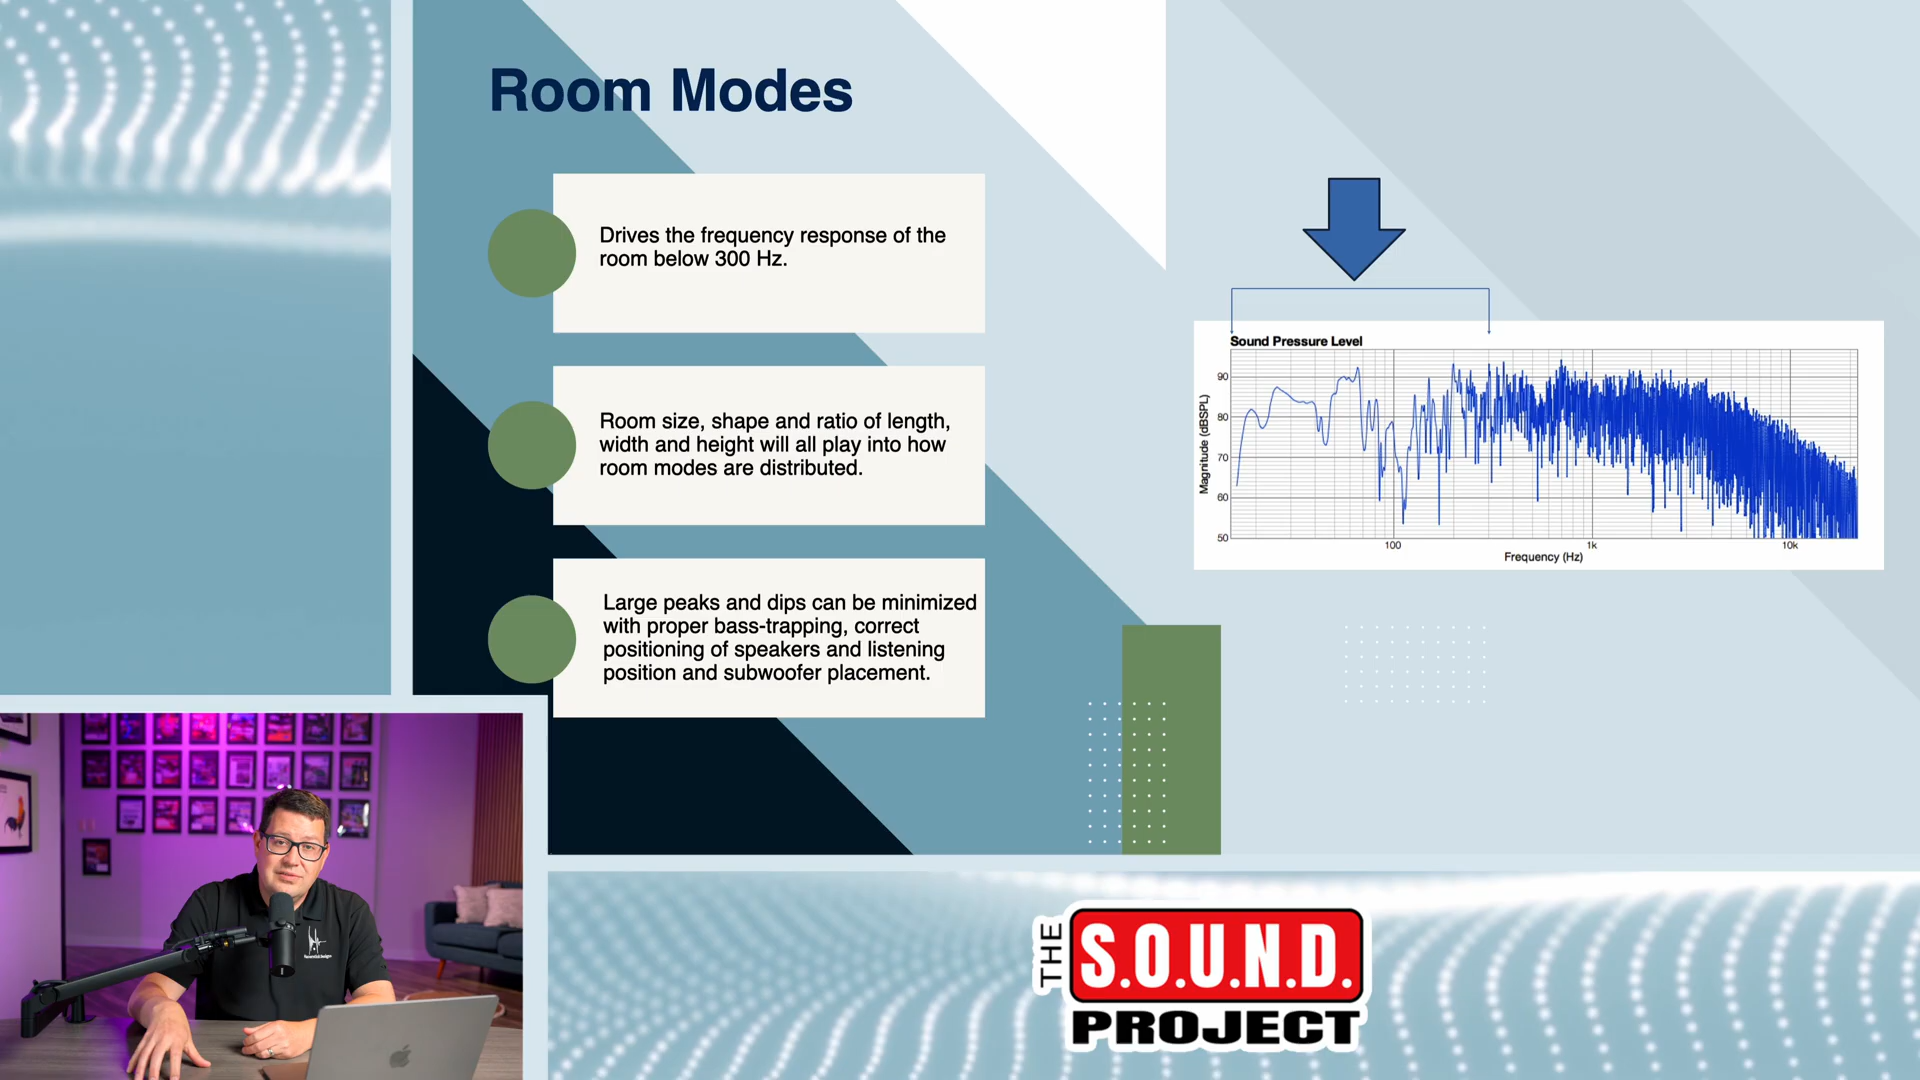 Room Modes
Drives the frequency response of the
room below 300 Hz.
Room size, shape and ratio of length,
width and height will all play into how
room modes are distributed.
Large peaks and dips can be minimized
with proper bass-trapping, correct
positioning of speakers and listening
position and subwoofer placement.
Sound Pressure Level
Magnitude (dBSPL)
90
80
70
60
50
100
1k
10k
Frequency (Hz)
THE
S.O.U.N.D.
PROJECT